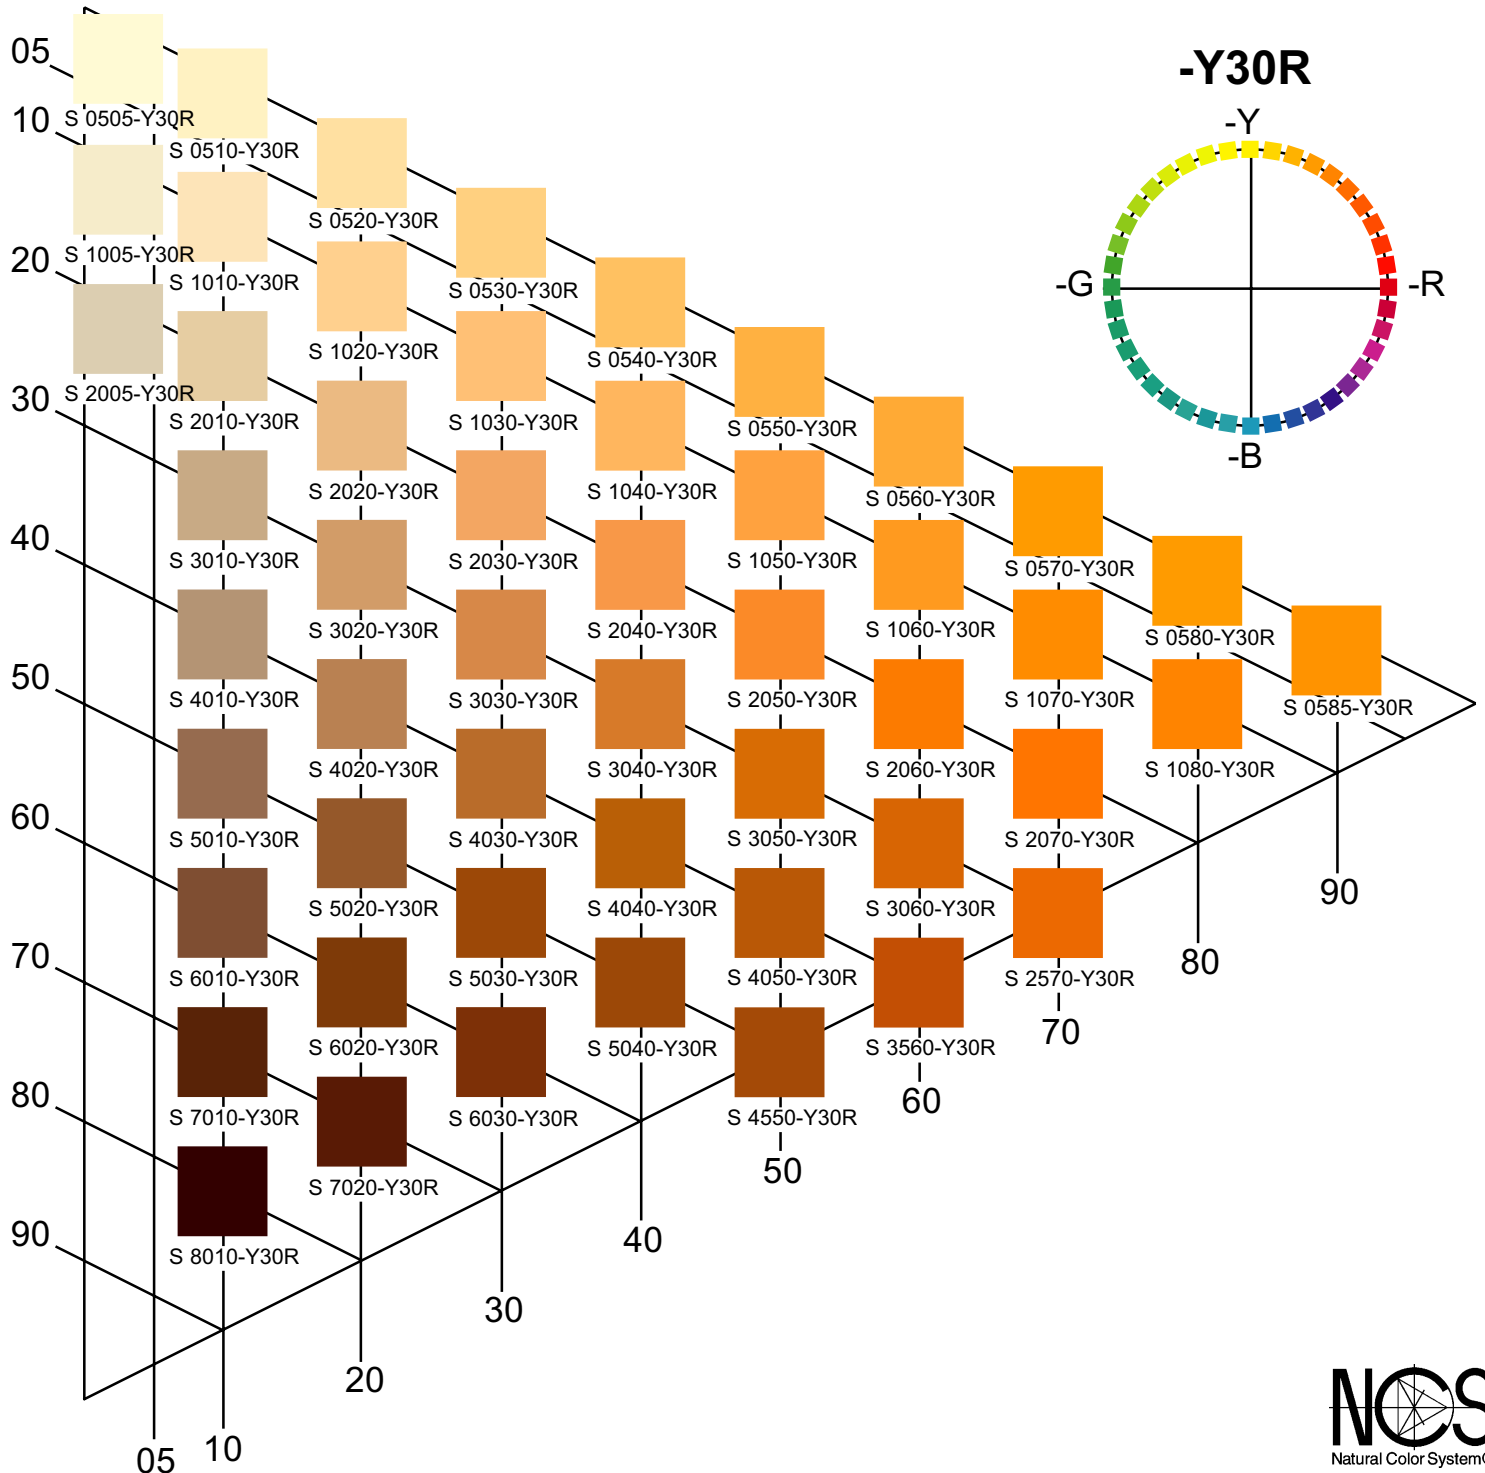 -Y30R
-Y
-G
-R
-B
05
10
20
30
40
50
60
70
80
90
S 0505-Y30R
S 0510-Y30R
S 0520-Y30R
S 0530-Y30R
S 0540-Y30R
S 0550-Y30R
S 0560-Y30R
S 0570-Y30R
S 0580-Y30R
S 0585-Y30R
S 1005-Y30R
S 1010-Y30R
S 1020-Y30R
S 1030-Y30R
S 1040-Y30R
S 1050-Y30R
S 1060-Y30R
S 1070-Y30R
S 1080-Y30R
S 2005-Y30R
S 2010-Y30R
S 2020-Y30R
S 2030-Y30R
S 2040-Y30R
S 2050-Y30R
S 2060-Y30R
S 2070-Y30R
S 2570-Y30R
S 3010-Y30R
S 3020-Y30R
S 3030-Y30R
S 3040-Y30R
S 3050-Y30R
S 3060-Y30R
S 3560-Y30R
S 4010-Y30R
S 4020-Y30R
S 4030-Y30R
S 4040-Y30R
S 4050-Y30R
S 4550-Y30R
S 5010-Y30R
S 5020-Y30R
S 5030-Y30R
S 5040-Y30R
S 6010-Y30R
S 6020-Y30R
S 6030-Y30R
S 7010-Y30R
S 7020-Y30R
S 8010-Y30R
05
10
20
30
40
50
60
70
80
90
NCS
Natural Color System©